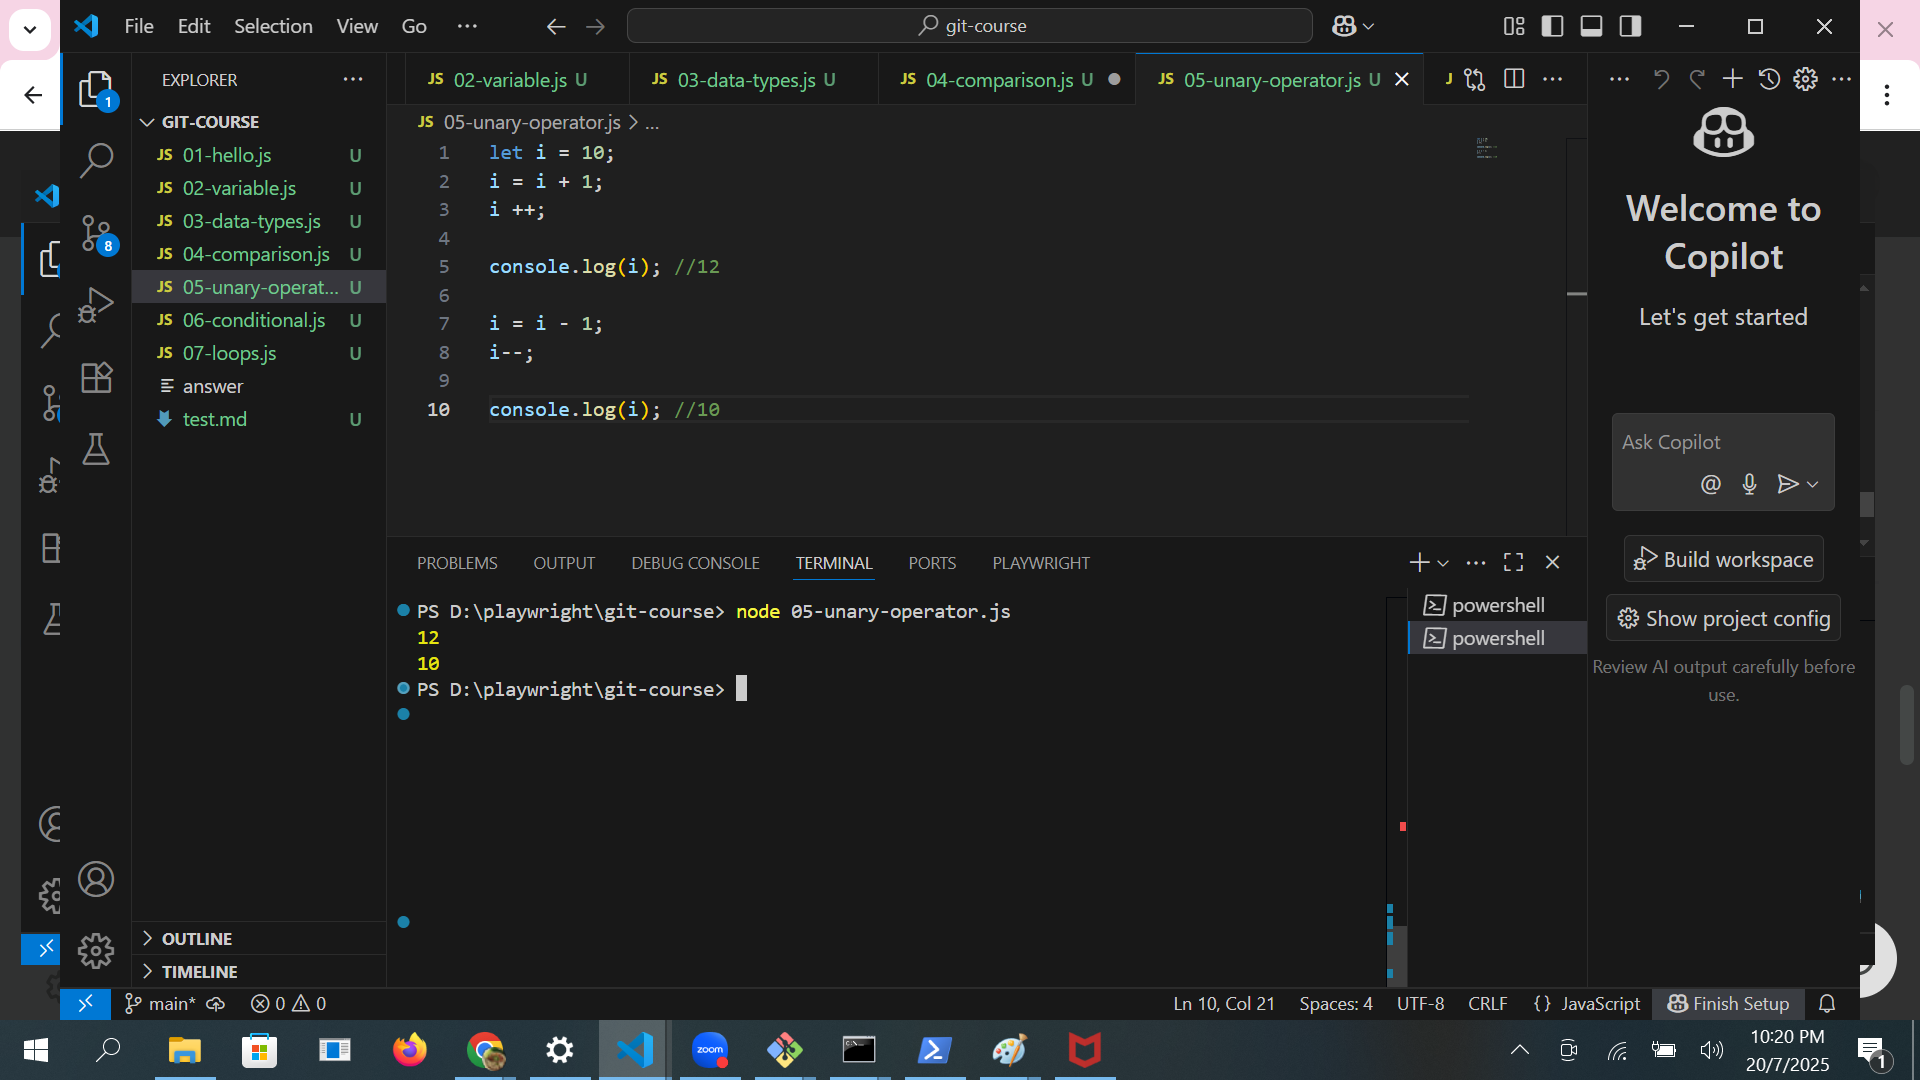 File Edit Selection View Go ···
git-course
EXPLORER ···
GIT-COURSE
JS 01-hello.js U
JS 02-variable.js U
JS 03-data-types.js U
JS 04-comparison.js U
JS 05-unary-operat... U
JS 06-conditional.js U
JS 07-loops.js U
answer
test.md U
OUTLINE
TIMELINE
1
8
JS 02-variable.js U
JS 03-data-types.js U
JS 04-comparison.js U
JS 05-unary-operator.js U
J
JS 05-unary-operator.js > ...
1 let i = 10;
2 i = i + 1;
3 i ++;
4
5 console.log(i); //12
6
7 i = i - 1;
8 i--;
9
10 console.log(i); //10
PROBLEMS OUTPUT DEBUG CONSOLE TERMINAL PORTS PLAYWRIGHT
PS D:\playwright\git-course> node 05-unary-operator.js
12
10
PS D:\playwright\git-course>
powershell
powershell
Welcome to
Copilot
Let's get started
Ask Copilot
@
Build workspace
Show project config
Review AI output carefully before
use.
main* 0 0
Ln 10, Col 21 Spaces: 4 UTF-8 CRLF {} JavaScript Finish Setup
zoom
10:20 PM
20/7/2025
1